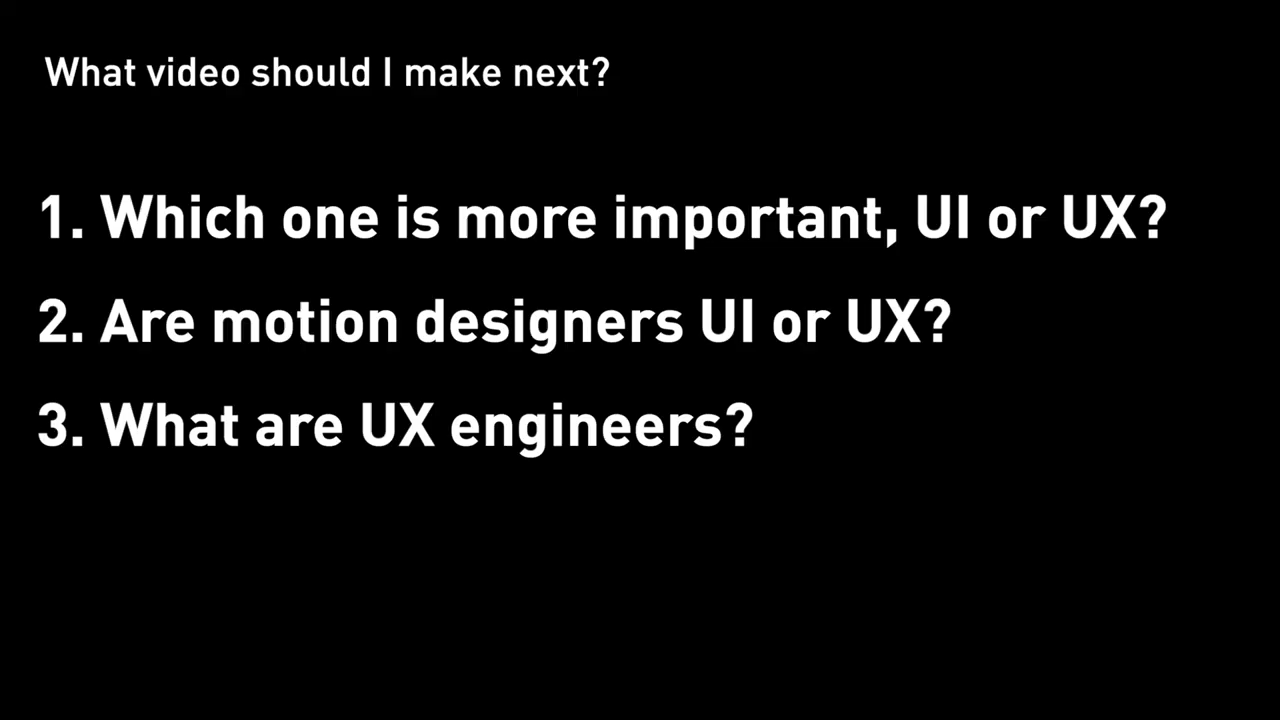 What video should I make next?
1. Which one is more important, UI or UX?
2. Are motion designers UI or UX?
3. What are UX engineers?